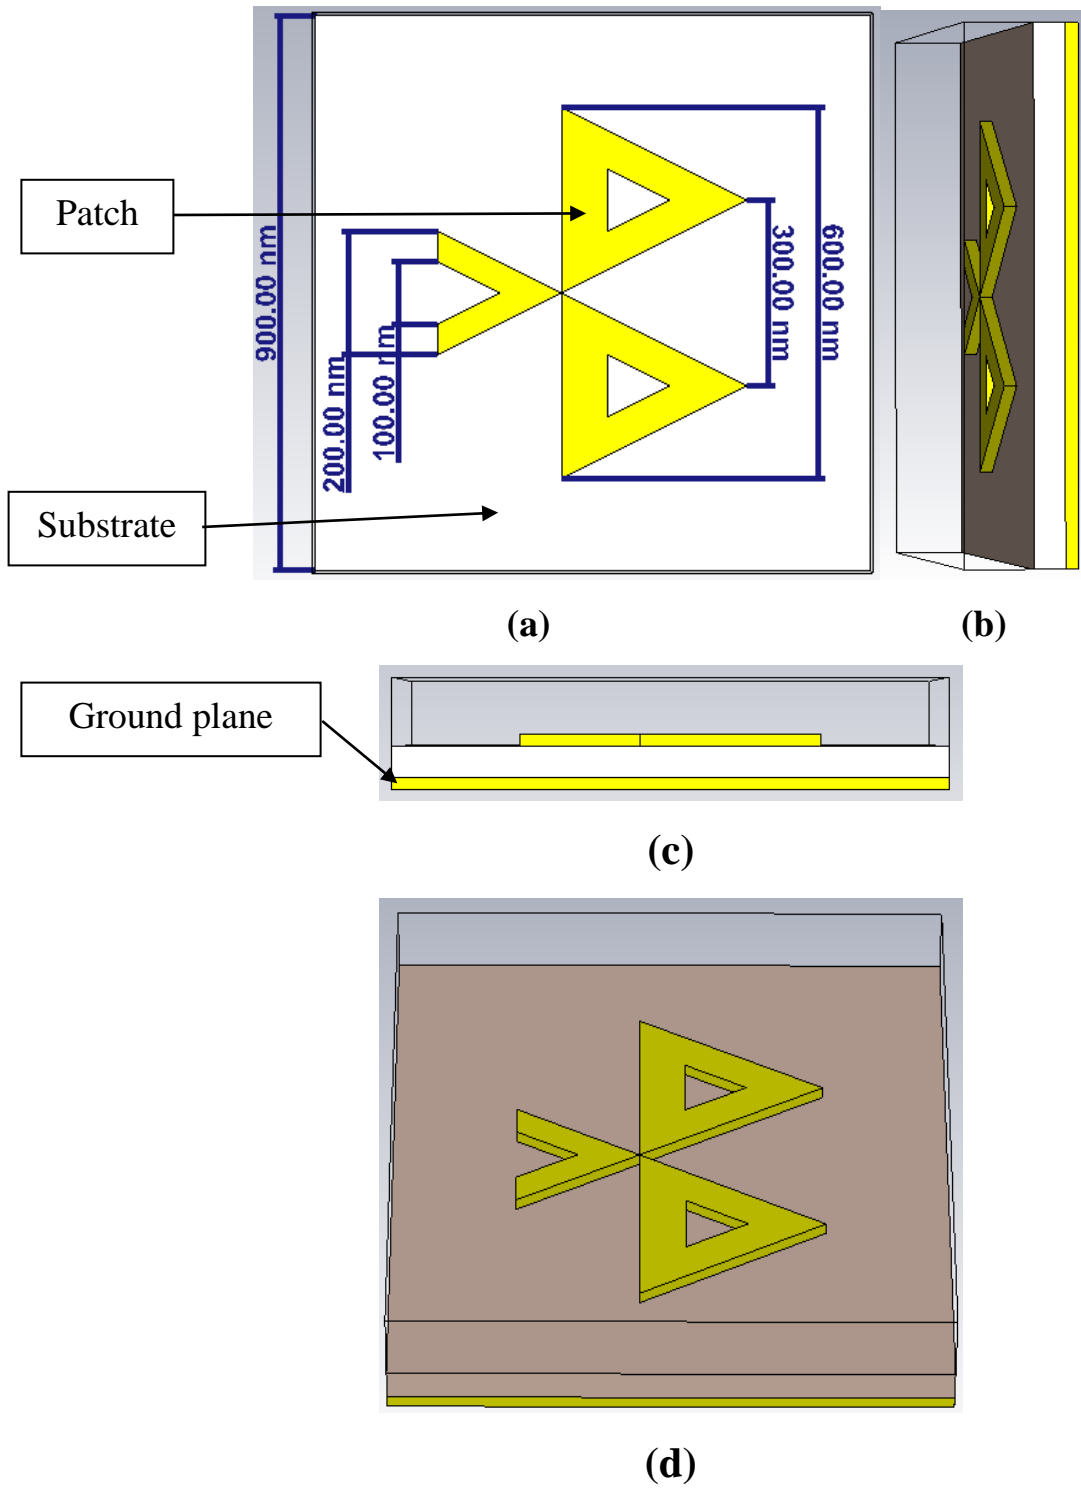 Patch
900.00 nm
200.00 nm
100.00 nm
300.00 nm
600.00 nm
Substrate
(a)
(b)
Ground plane
(c)
(d)